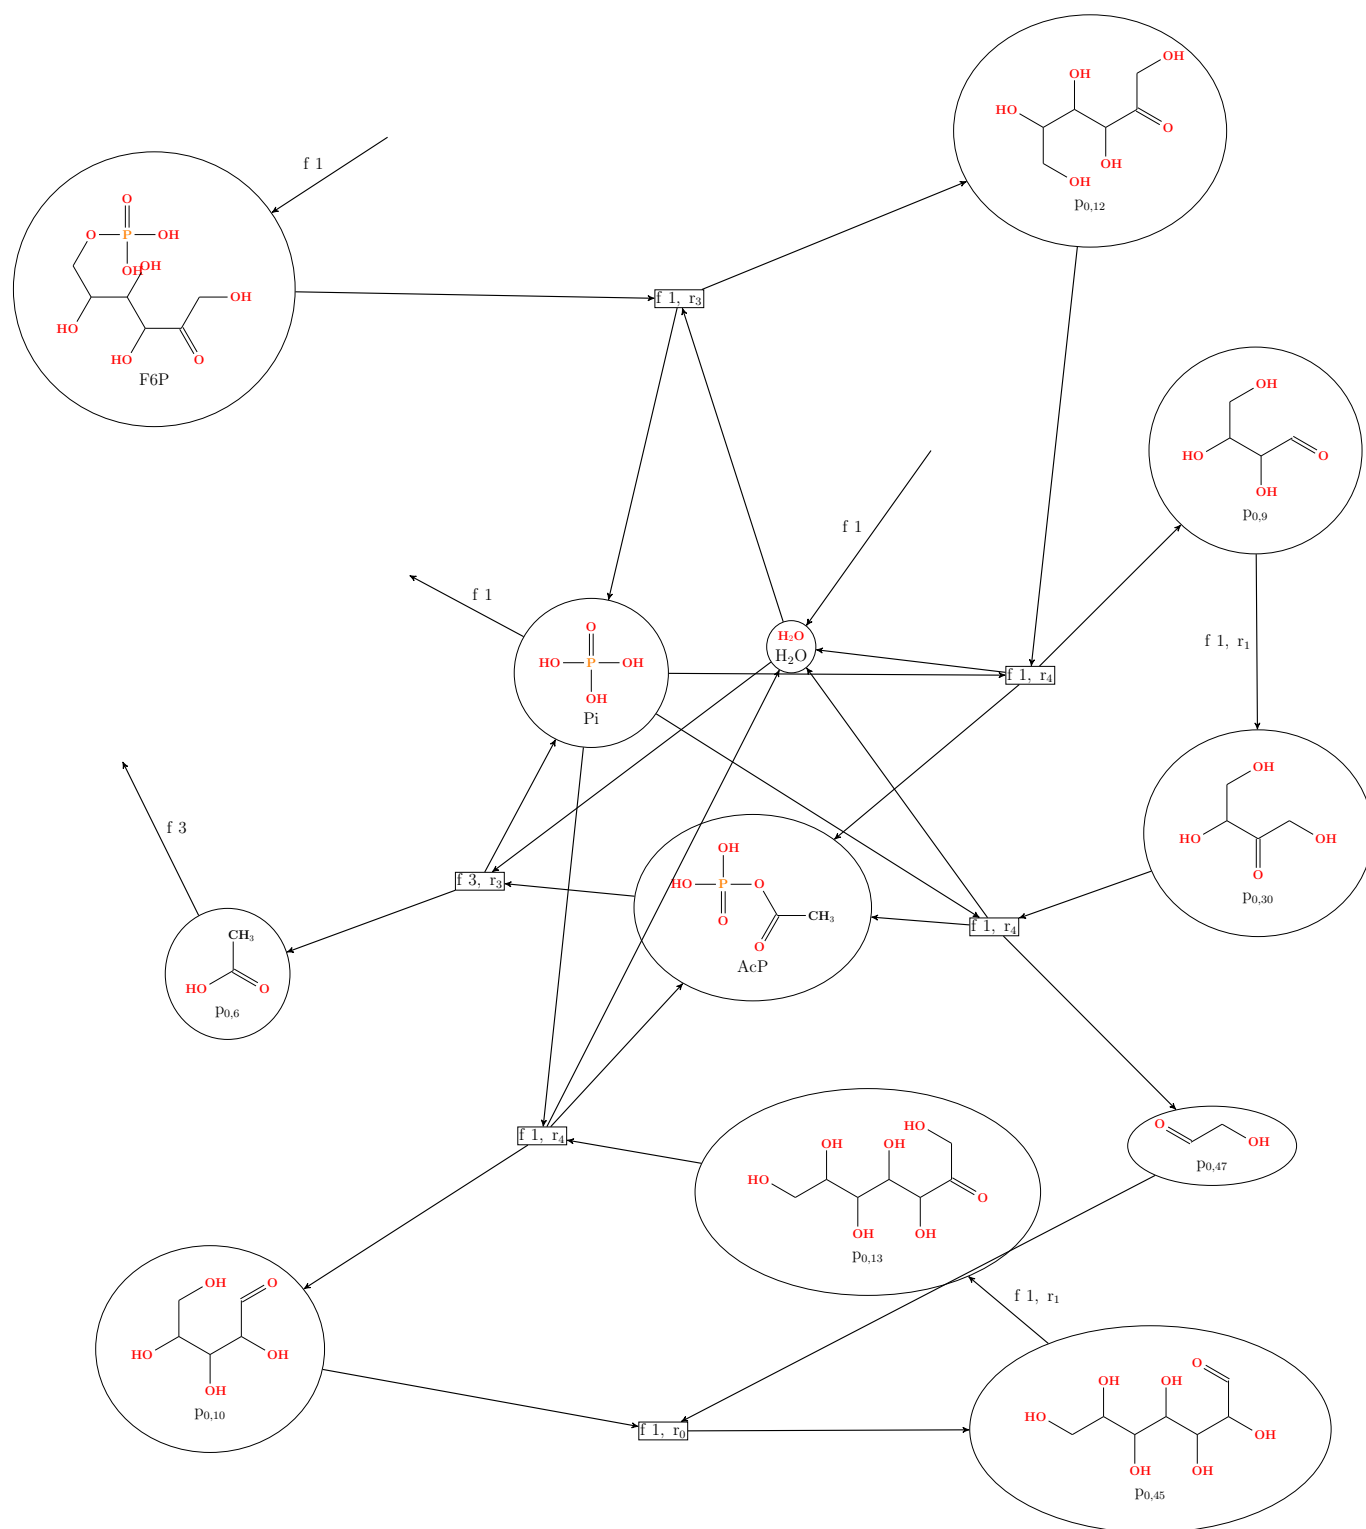 OH
OH
HO
O
OH
OH
p0,12
f 1
O
O P OH
OH OH
OH
HO
HO O
F6P
f 1, r3
OH
HO O
OH
p0,9
f 1
f 1
O
HO P OH
OH
Pi
H2O
H2O
f 1, r4
f 1, r1
OH
HO OH
O
p0,30
f 3
OH
HO P O
O CH3
O
AcP
f 3, r3
f 1, r4
CH3
HO O
p0,6
f 1, r4
HO
OH OH
HO O
OH OH
p0,13
O
OH
p0,47
OH O
HO OH
OH
p0,10
f 1, r1
f 1, r0
O
OH OH
HO
OH
OH OH
p0,45